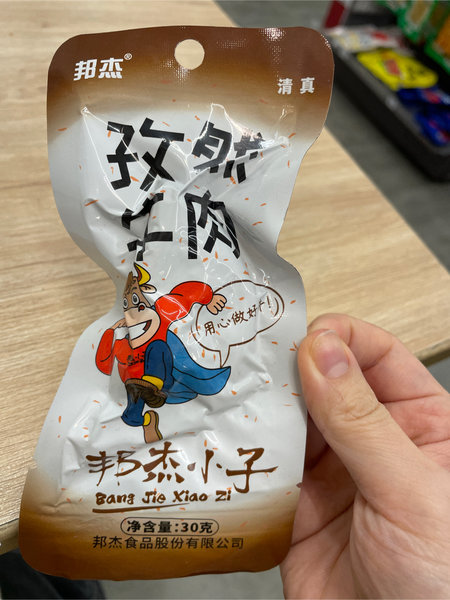 邦杰®
清真
孜然
牛肉
用心做好
邦杰小子
Bang Jie Xiao Zi
净含量:30克
邦杰食品股份有限公司